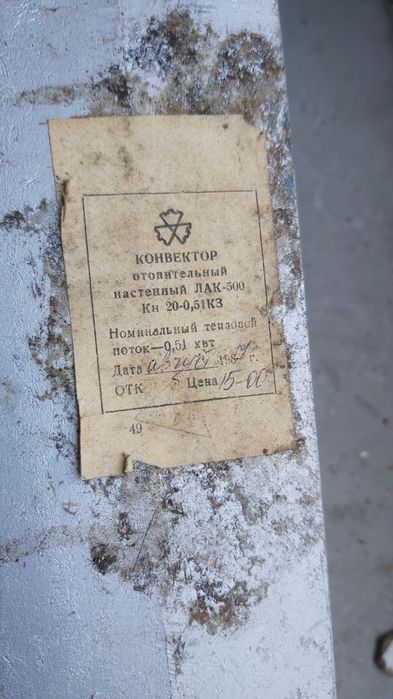 КОНВЕКТОР
отопительный
настенный ЛАК-500
Кн 20-0,51КЗ
Номинальный тепловой
поток—0,51 квт
Дата август 1987 г.
ОТК 5 Цена 15-00
49